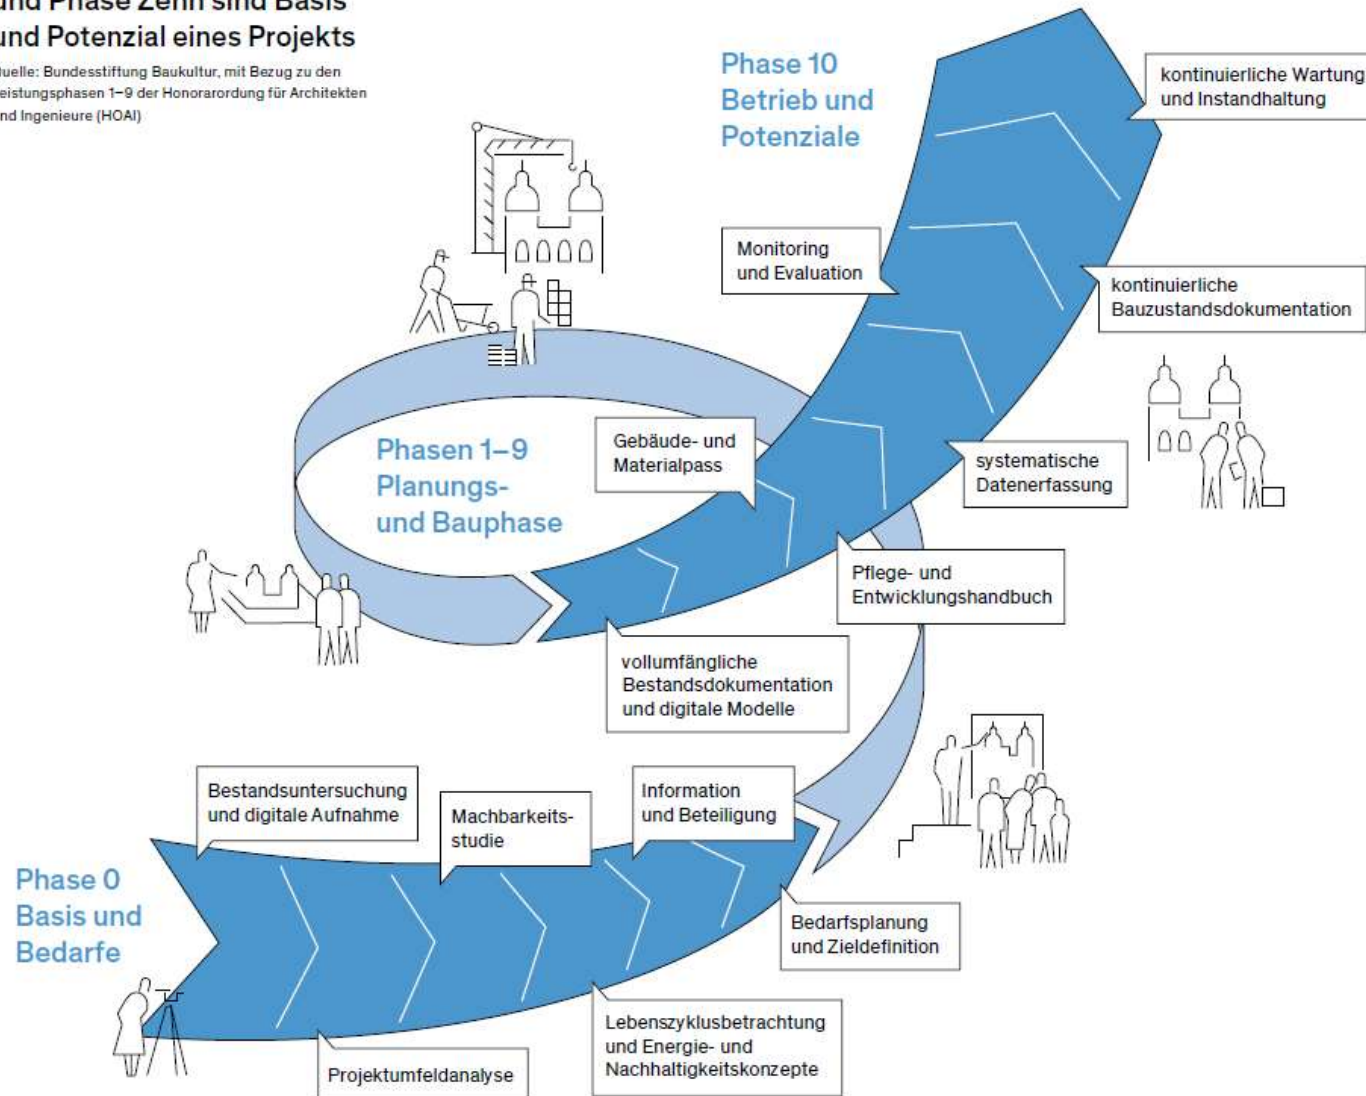 und Phase Zehn sind Basis
und Potenzial eines Projekts
Quelle: Bundesstiftung Baukultur, mit Bezug zu den
Leistungsphasen 1–9 der Honorarordung für Architekten
und Ingenieure (HOAI)
Phase 10
Betrieb und
Potenziale
kontinuierliche Wartung
und Instandhaltung
Monitoring
und Evaluation
kontinuierliche
Bauzustandsdokumentation
Phasen 1–9
Planungs-
und Bauphase
Gebäude- und
Materialpass
systematische
Datenerfassung
Pflege- und
Entwicklungshandbuch
vollumfängliche
Bestandsdokumentation
und digitale Modelle
Bestandsuntersuchung
und digitale Aufnahme
Machbarkeits-
studie
Information
und Beteiligung
Phase 0
Basis und
Bedarfe
Bedarfsplanung
und Zieldefinition
Lebenszyklusbetrachtung
und Energie- und
Nachhaltigkeitskonzepte
Projektumfeldanalyse